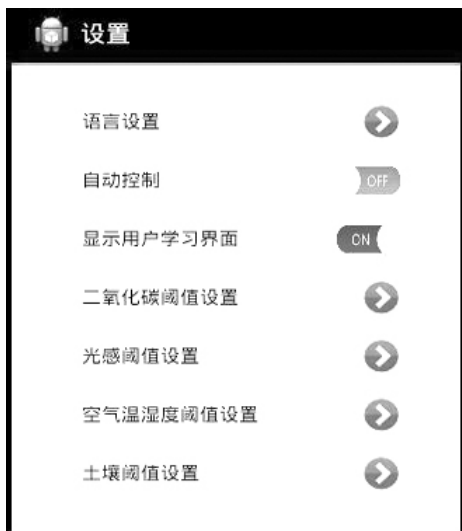 设置
语言设置
自动控制 OFF
显示用户学习界面 ON
二氧化碳阈值设置
光感阈值设置
空气温湿度阈值设置
土壤阈值设置